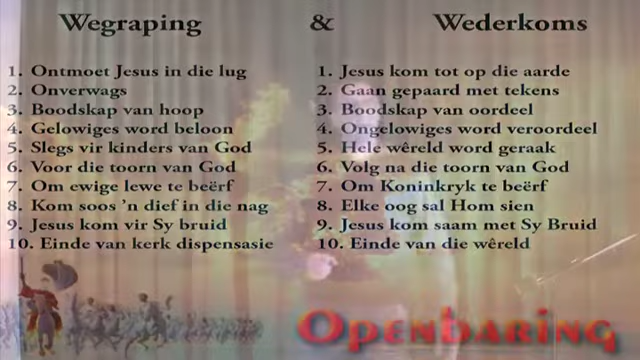 Wegraping & Wederkoms
1. Ontmoet Jesus in die lug
2. Onverwags
3. Boodskap van hoop
4. Gelowiges word beloon
5. Slegs vir kinders van God
6. Voor die toorn van God
7. Om ewige lewe te beërf
8. Kom soos 'n dief in die nag
9. Jesus kom vir Sy bruid
10. Einde van kerk dispensasie
1. Jesus kom tot op die aarde
2. Gaan gepaard met tekens
3. Boodskap van oordeel
4. Ongelowiges word veroordeel
5. Hele wêreld word geraak
6. Volg na die toorn van God
7. Om Koninkryk te beërf
8. Elke oog sal Hom sien
9. Jesus kom saam met Sy Bruid
10. Einde van die wêreld
Openbaring